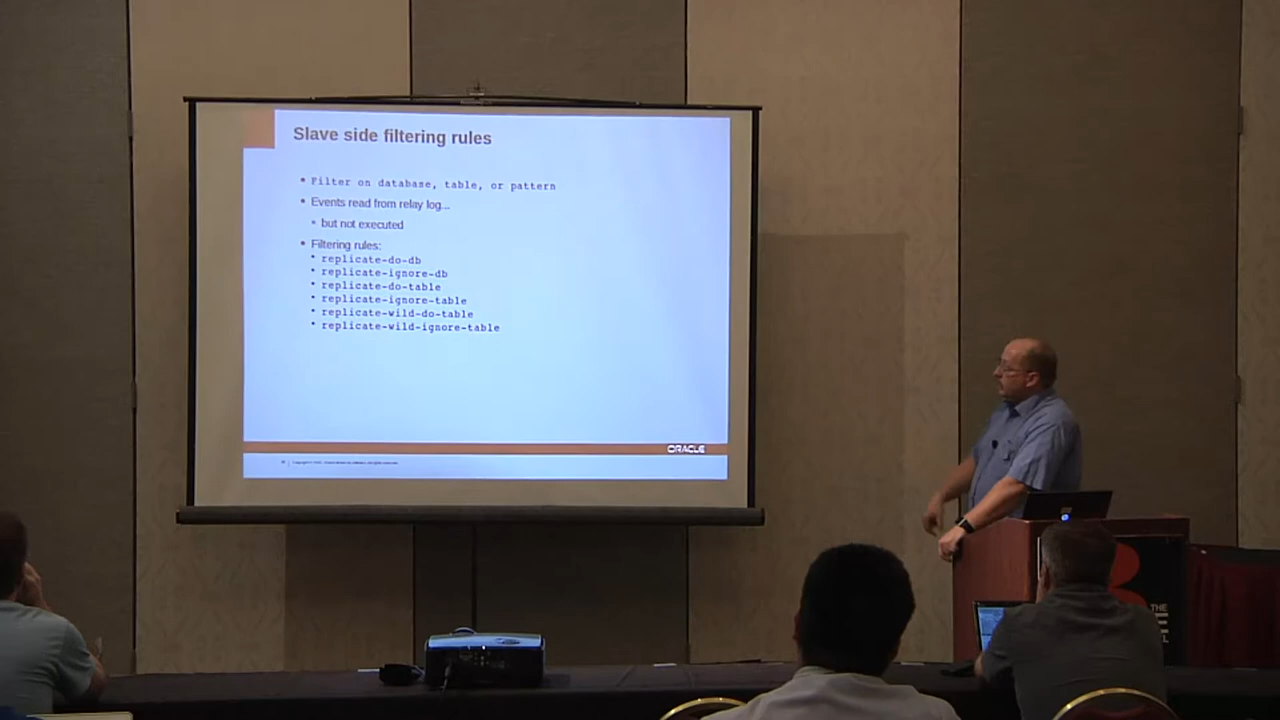 Slave side filtering rules
• Filter on database, table, or pattern
• Events read from relay log...
• but not executed
• Filtering rules:
• replicate-do-db
• replicate-ignore-db
• replicate-do-table
• replicate-ignore-table
• replicate-wild-do-table
• replicate-wild-ignore-table
ORACLE
THE